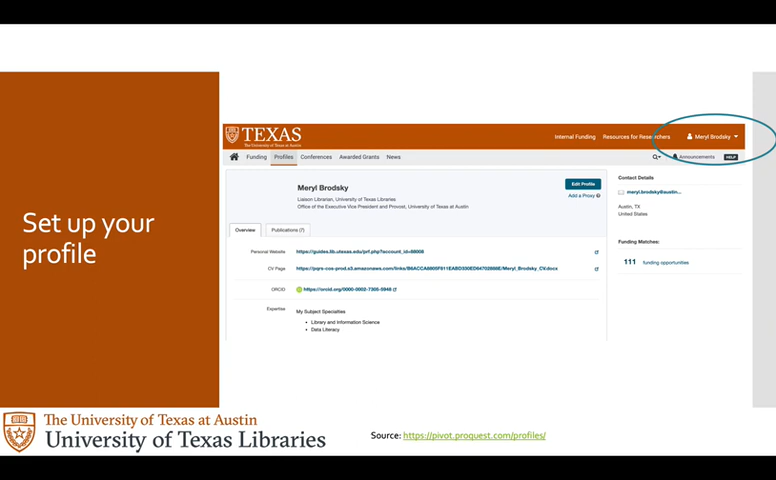 Set up your
profile
TEXAS
The University of Texas at Austin
Internal Funding Resources for Researchers Meryl Brodsky
Funding Profiles Conferences Awarded Grants News Announcements HELP
Meryl Brodsky
Liaison Librarian, University of Texas Libraries
Office of the Executive Vice President and Provost, University of Texas at Austin
Edit Profile
Add a Proxy
Contact Details
meryl.brodsky@austin...
Austin, TX
United States
Funding Matches:
111 funding opportunities
Overview Publications (7)
Personal Website https://guides.lib.utexas.edu/prf.php?account_id=88008
CV Page
ORCID https://orcid.org/0000-0002-7305-5948
Expertise My Subject Specialties
• Library and Information Science
• Data Literacy
The University of Texas at Austin
University of Texas Libraries
Source: https://pivot.proquest.com/profiles/